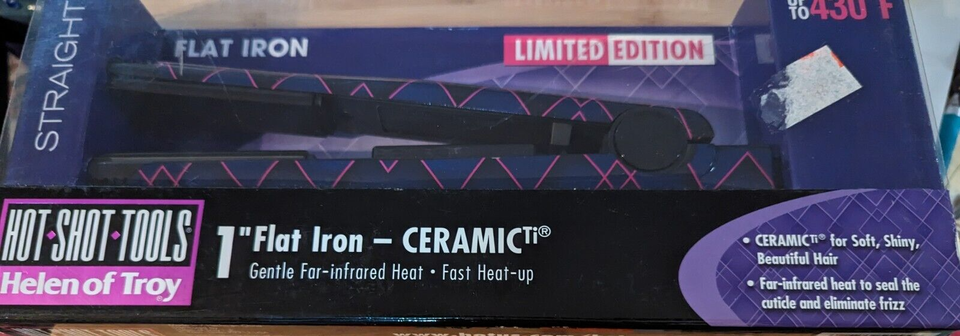 STRAIGHT
FLAT IRON
LIMITED EDITION
UP TO 430°F
HOT SHOT TOOLS®
Helen of Troy®
1" Flat Iron – CERAMICTi®
Gentle Far-infrared Heat • Fast Heat-up
• CERAMICTi® for Soft, Shiny,
Beautiful Hair
• Far-infrared heat to seal the
cuticle and eliminate frizz